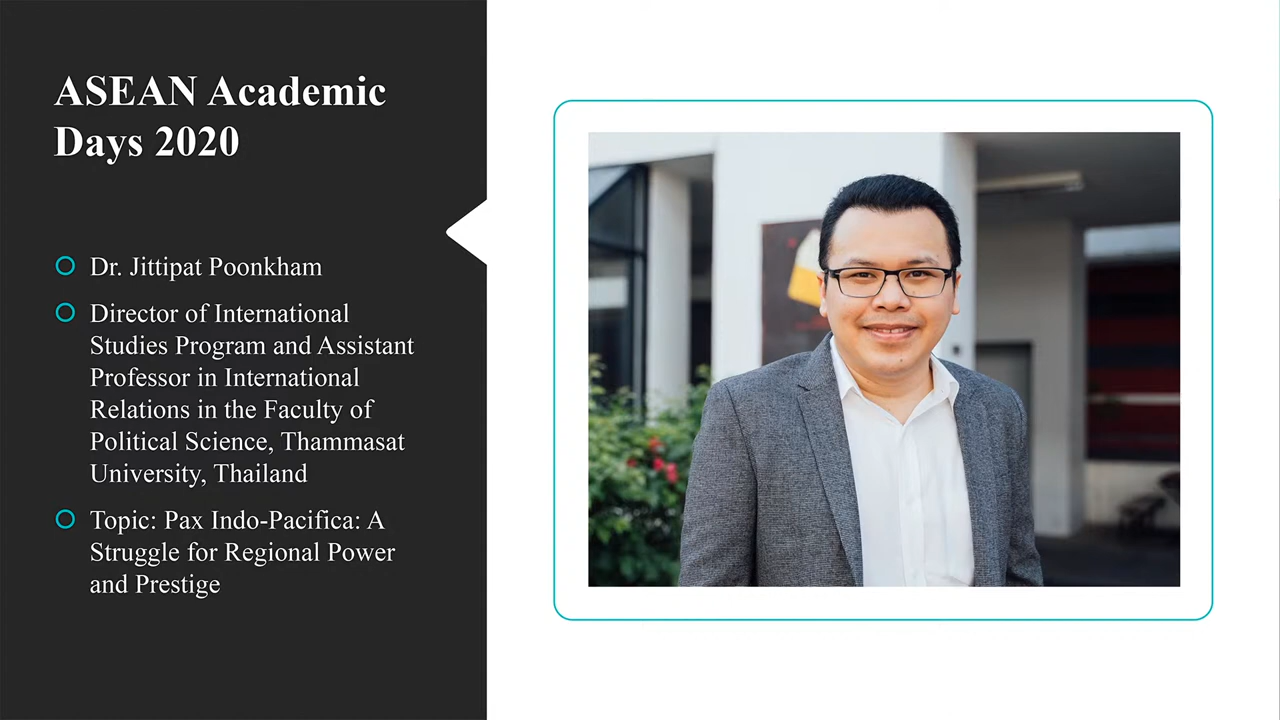 ASEAN Academic
Days 2020
Dr. Jittipat Poonkham
Director of International
Studies Program and Assistant
Professor in International
Relations in the Faculty of
Political Science, Thammasat
University, Thailand
Topic: Pax Indo-Pacifica: A
Struggle for Regional Power
and Prestige